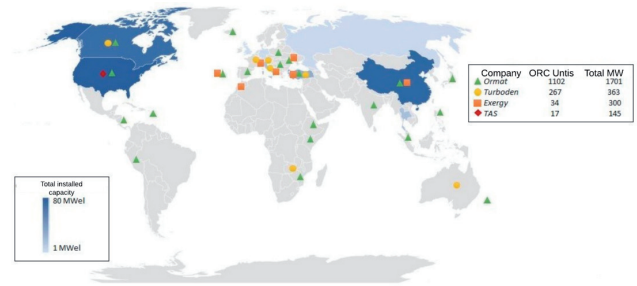 Company ORC Untis Total MW
Ormat 1102 1701
Turboden 267 363
Exergy 34 300
TAS 17 145
Total installed
capacity
80 MWel
1 MWel